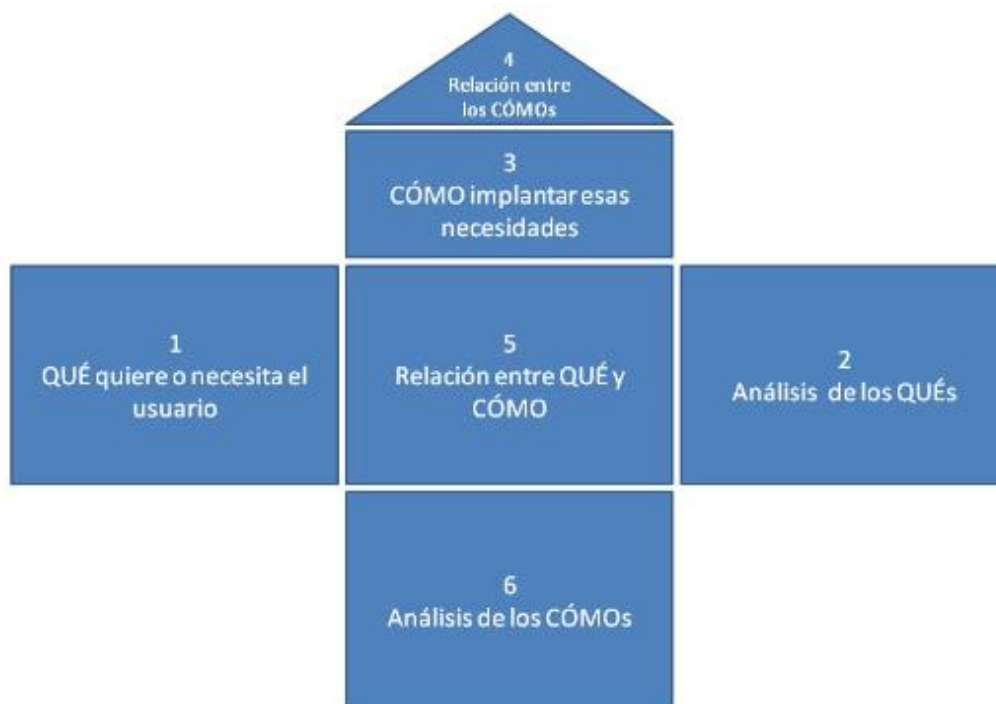 4
Relación entre
los CÓMOs
3
CÓMO implantar esas
necesidades
1
QUÉ quiere o necesita el
usuario
5
Relación entre QUÉ y
CÓMO
2
Análisis de los QUÉs
6
Análisis de los CÓMOs